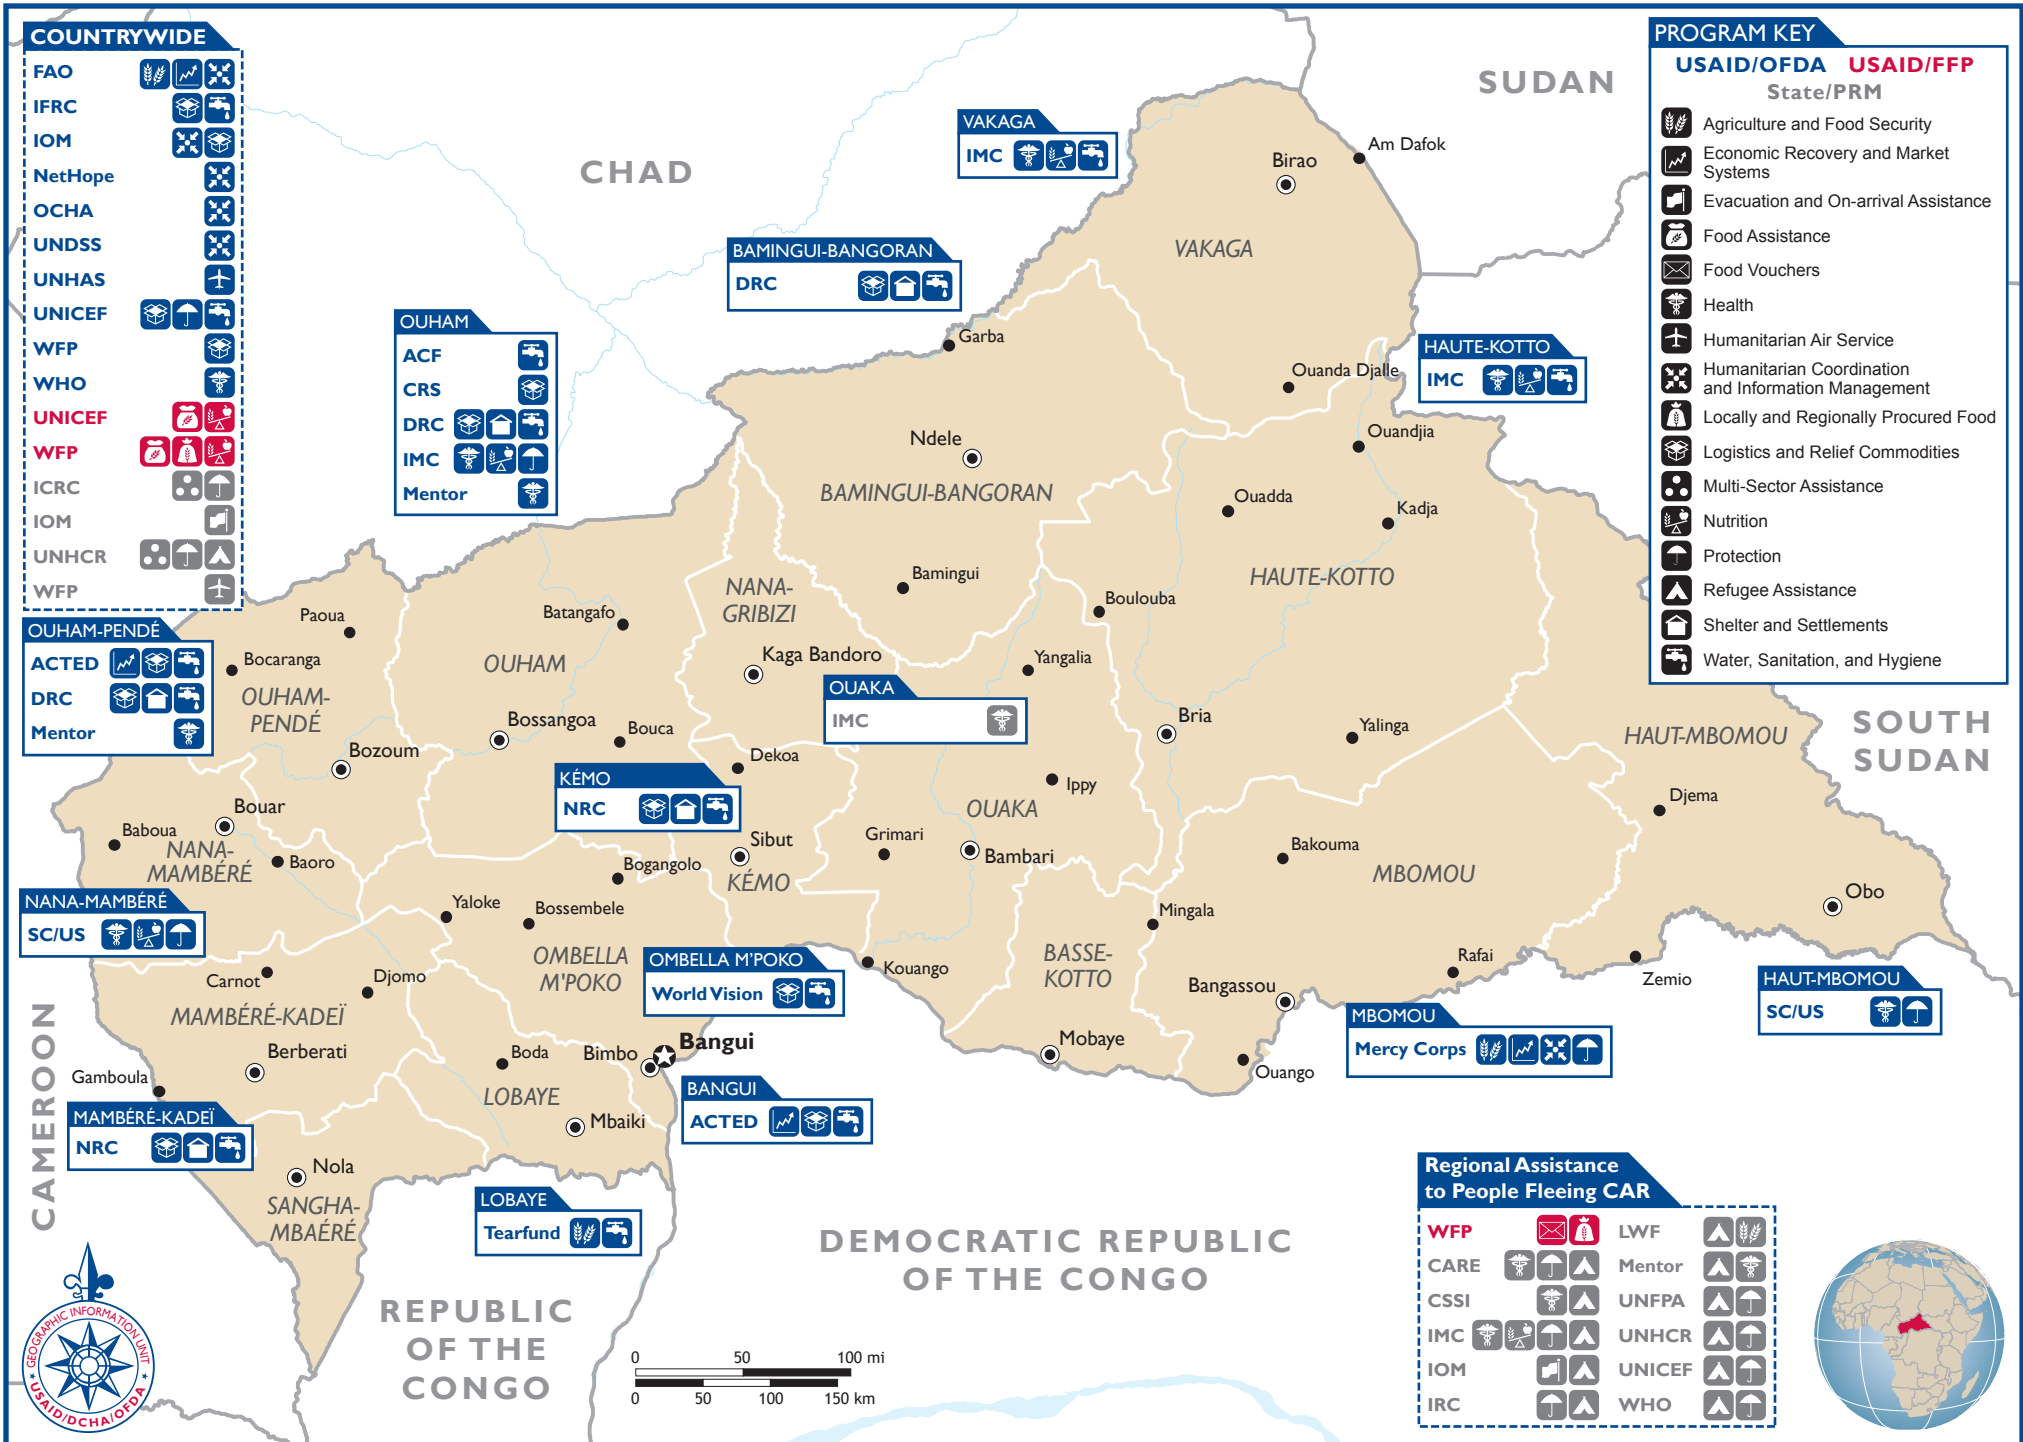 COUNTRYWIDE
FAO
IFRC
IOM
NetHope
OCHA
UNDSS
UNHAS
UNICEF
WFP
WHO
UNICEF
WFP
ICRC
IOM
UNHCR
WFP
PROGRAM KEY
USAID/OFDA USAID/FFP
State/PRM
Agriculture and Food Security
Economic Recovery and Market
Systems
Evacuation and On-arrival Assistance
Food Assistance
Food Vouchers
Health
Humanitarian Air Service
Humanitarian Coordination
and Information Management
Locally and Regionally Procured Food
Logistics and Relief Commodities
Multi-Sector Assistance
Nutrition
Protection
Refugee Assistance
Shelter and Settlements
Water, Sanitation, and Hygiene
SUDAN
CHAD
VAKAGA
IMC
Am Dafok
Birao
VAKAGA
BAMINGUI-BANGORAN
DRC
OUHAM
ACF
CRS
DRC
IMC
Mentor
Garba
HAUTE-KOTTO
IMC
Ouanda Djalle
Ouandjia
Ndele
BAMINGUI-BANGORAN
Ouadda
Kadja
Bamingui
NANA-
GRIBIZI
HAUTE-KOTTO
Boulouba
Paoua
Batangafo
OUHAM-PENDÉ
ACTED
DRC
Mentor
Bocaranga
OUHAM-
PENDÉ
OUHAM
Kaga Bandoro
Yangalia
OUAKA
IMC
Bossangoa
Bouca
Bozoum
Dekoa
Bria
Yalinga
HAUT-MBOMOU
SOUTH
SUDAN
KÉMO
NRC
Ippy
OUAKA
Djema
Bouar
Baboua
NANA-
MAMBÉRÉ
Baoro
Sibut
KÉMO
Grimari
Bambari
Bakouma
MBOMOU
Bogangolo
Obo
NANA-MAMBÉRÉ
SC/US
Yaloke
Bossembele
Mingala
OMBELLA
M'POKO
OMBELLA M'POKO
World Vision
Kouango
BASSE-
KOTTO
Rafai
Zemio
Bangassou
HAUT-MBOMOU
SC/US
Carnot
Djomo
MAMBÉRÉ-KADEÏ
MBOMOU
Mercy Corps
Berberati
Boda
Bimbo
Bangui
Mobaye
Ouango
Gamboula
CAMEROON
LOBAYE
BANGUI
ACTED
MAMBÉRÉ-KADEÏ
NRC
Mbaiki
Nola
SANGHA-
MBAÉRÉ
LOBAYE
Tearfund
DEMOCRATIC REPUBLIC
OF THE CONGO
REPUBLIC
OF THE
CONGO
Regional Assistance
to People Fleeing CAR
WFP
CARE
CSSI
IMC
IOM
IRC
LWF
Mentor
UNFPA
UNHCR
UNICEF
WHO
0 50 100 mi
0 50 100 150 km
GEOGRAPHIC INFORMATION UNIT
USAID/DCHA/OFDA